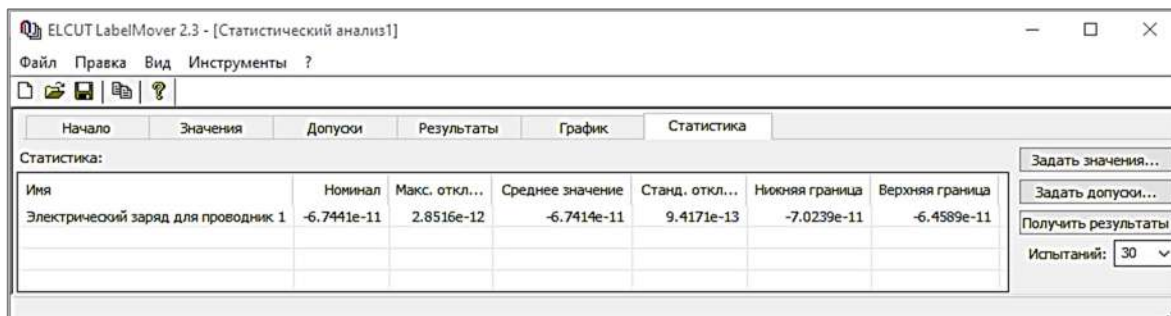 ELCUT LabelMover 2.3 - [Статистический анализ1]
Файл Правка Вид Инструменты ?
Начало Значения Допуски Результаты График Статистика
Статистика:
Задать значения...
Имя Номинал Макс. откл... Среднее значение Станд. откл... Нижняя граница Верхняя граница
Задать допуски...
Электрический заряд для проводник 1 -6.7441e-11 2.8516e-12 -6.7414e-11 9.4171e-13 -7.0239e-11 -6.4589e-11
Получить результаты
Испытаний: 30